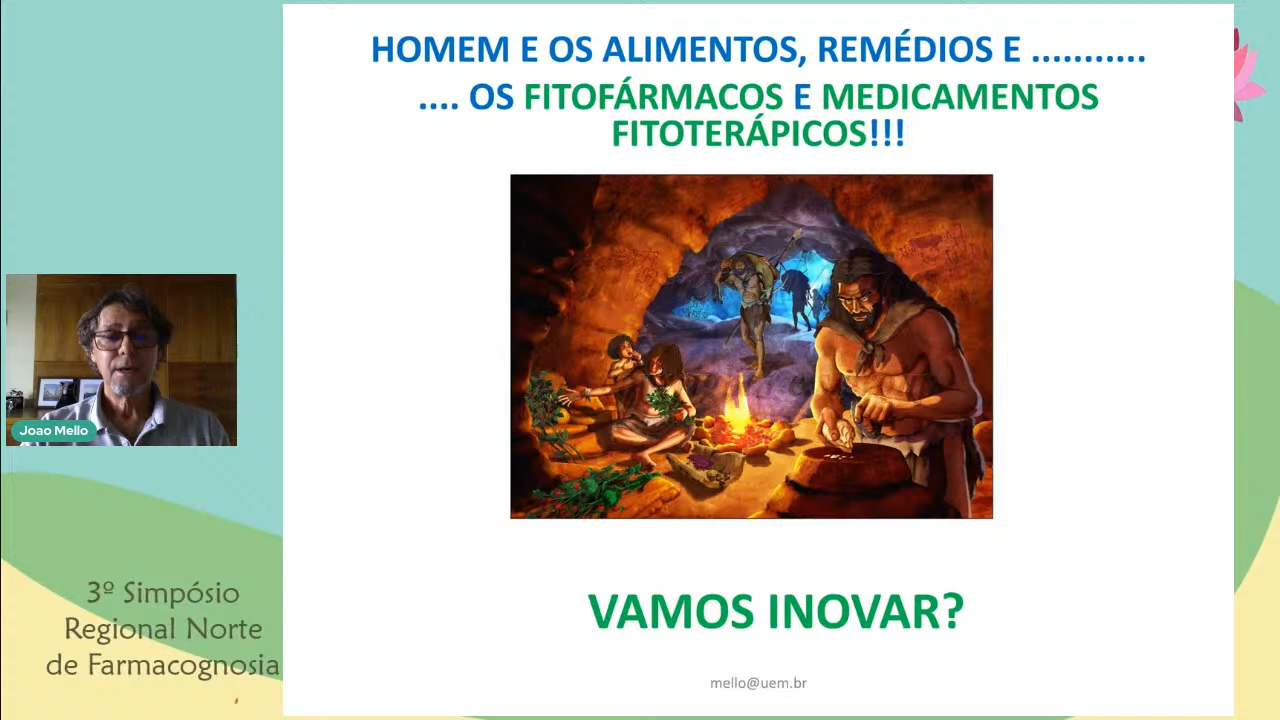 HOMEM E OS ALIMENTOS, REMÉDIOS E ...........
.... OS FITOFÁRMACOS E MEDICAMENTOS
FITOTERÁPICOS!!!
Joao Mello
3º Simpósio
Regional Norte
de Farmacognosia
VAMOS INOVAR?
mello@uem.br